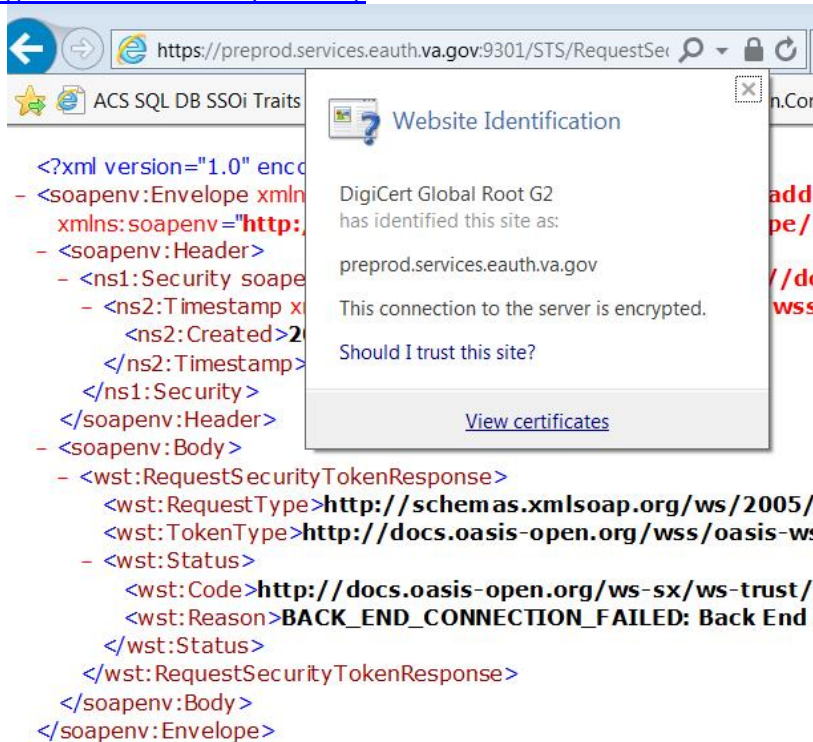 https://preprod.services.eauth.va.gov:9301/STS/RequestSec
ACS SQL DB SSOi Traits
n.Cor
Website Identification
DigiCert Global Root G2
has identified this site as:
preprod.services.eauth.va.gov
This connection to the server is encrypted.
Should I trust this site?
View certificates
<?xml version="1.0" enco
- <soapenv:Envelope xmln add
xmlns:soapenv="http:/ pe/
- <soapenv:Header>
- <ns1:Security soape //do
- <ns2:Timestamp x wss
<ns2:Created>2
</ns2:Timestamp>
</ns1:Security>
</soapenv:Header>
- <soapenv:Body>
- <wst:RequestSecurityTokenResponse>
<wst:RequestType>http://schemas.xmlsoap.org/ws/2005/
<wst:TokenType>http://docs.oasis-open.org/wss/oasis-ws
- <wst:Status>
<wst:Code>http://docs.oasis-open.org/ws-sx/ws-trust/
<wst:Reason>BACK_END_CONNECTION_FAILED: Back End
</wst:Status>
</wst:RequestSecurityTokenResponse>
</soapenv:Body>
</soapenv:Envelope>